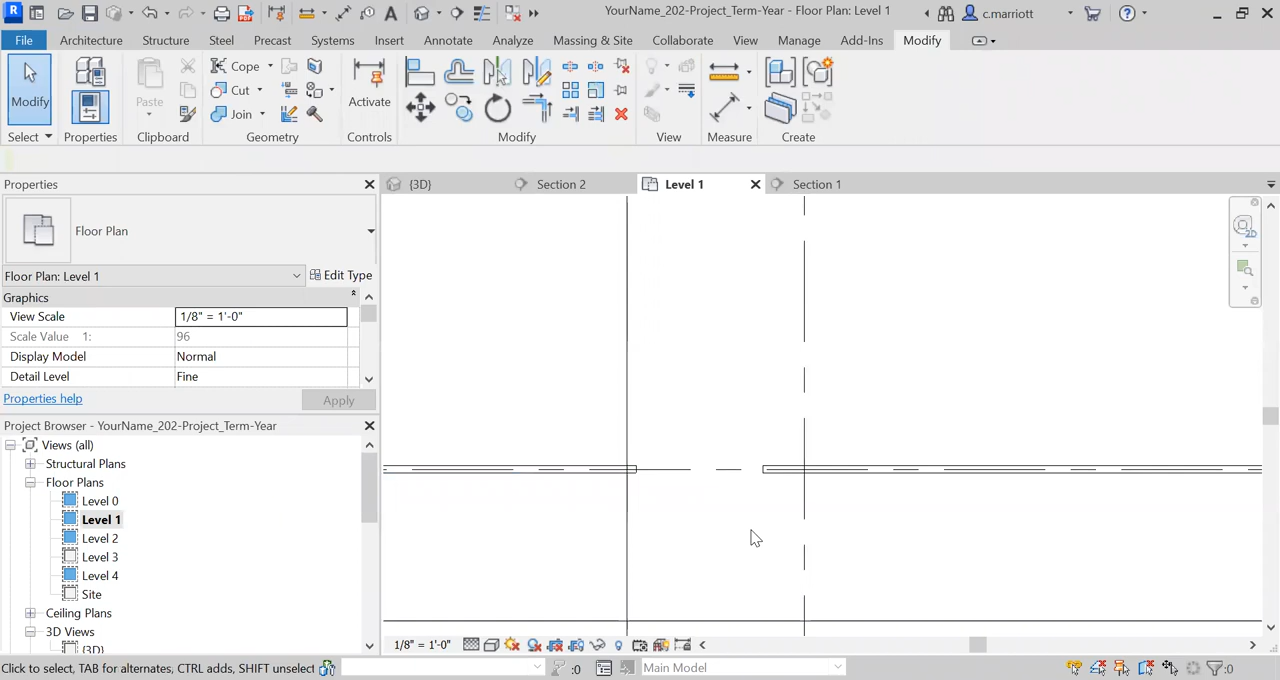 YourName_202-Project_Term-Year - Floor Plan: Level 1
c.marriott
File Architecture Structure Steel Precast Systems Insert Annotate Analyze Massing & Site Collaborate View Manage Add-Ins Modify
Modify
Paste
Cope
Cut
Join
Activate
Select Properties Clipboard Geometry Controls Modify View Measure Create
Properties
{3D} Section 2 Level 1 Section 1
Floor Plan
2D
Floor Plan: Level 1 Edit Type
Graphics
View Scale 1/8" = 1'-0"
Scale Value 1: 96
Display Model Normal
Detail Level Fine
Properties help Apply
Project Browser - YourName_202-Project_Term-Year
Views (all)
Structural Plans
Floor Plans
Level 0
Level 1
Level 2
Level 3
Level 4
Site
Ceiling Plans
3D Views
{3D}
1/8" = 1'-0"
Click to select, TAB for alternates, CTRL adds, SHIFT unselect :0 Main Model :0